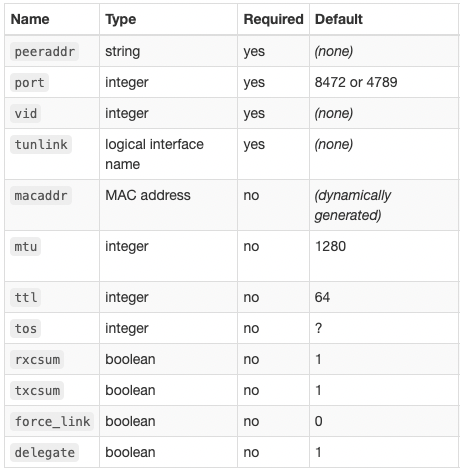 Name Type Required Default
peeraddr string yes (none)
port integer yes 8472 or 4789
vid integer yes (none)
tunlink logical interface yes (none)
name
macaddr MAC address no (dynamically
generated)
mtu integer no 1280
ttl integer no 64
tos integer no ?
rxcsum boolean no 1
txcsum boolean no 1
force_link boolean no 0
delegate boolean no 1